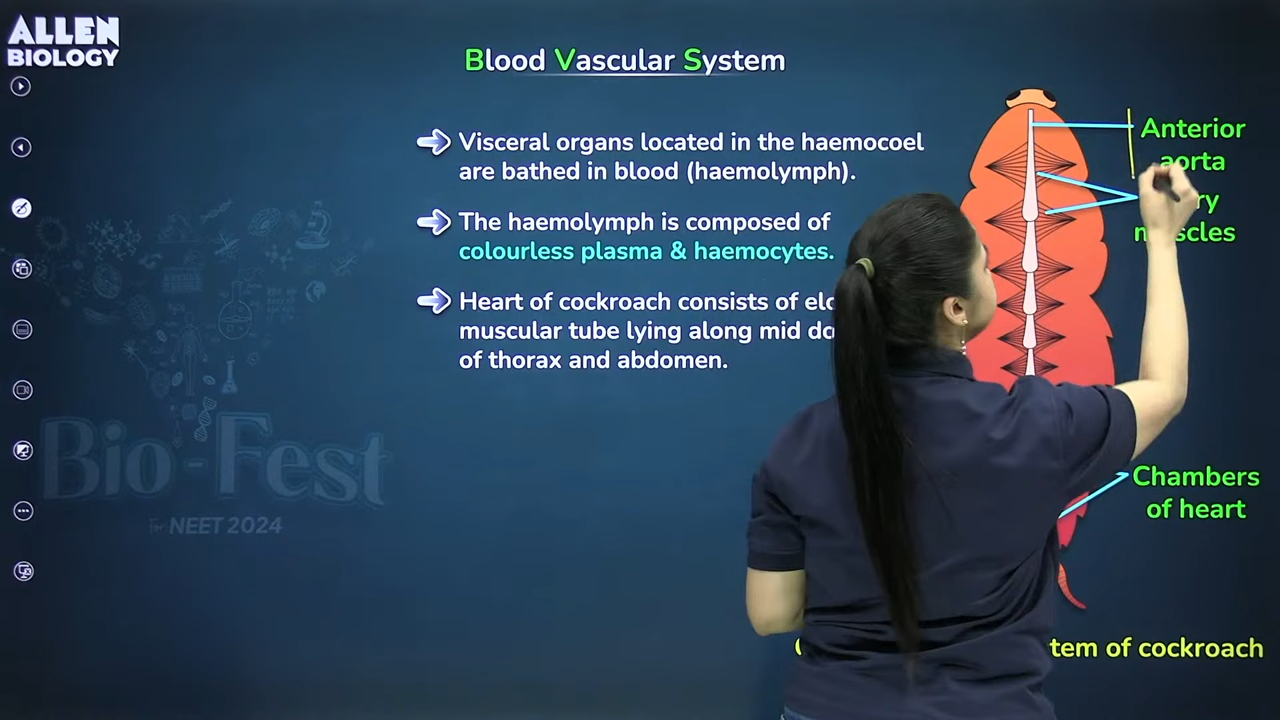 ALLEN
BIOLOGY
Blood Vascular System
Visceral organs located in the haemocoel
are bathed in blood (haemolymph).
The haemolymph is composed of
colourless plasma & haemocytes.
Heart of cockroach consists of
muscular tube lying along mid
of thorax and abdomen.
Anterior
aorta
Chambers
of heart
of cockroach
Bio-Fest
for NEET 2024